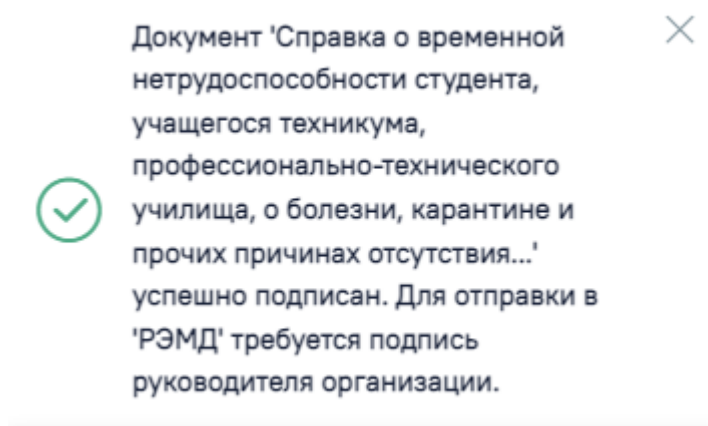 Документ 'Справка о временной
нетрудоспособности студента,
учащегося техникума,
профессионально-технического
училища, о болезни, карантине и
прочих причинах отсутствия...'
успешно подписан. Для отправки в
'РЭМД' требуется подпись
руководителя организации.